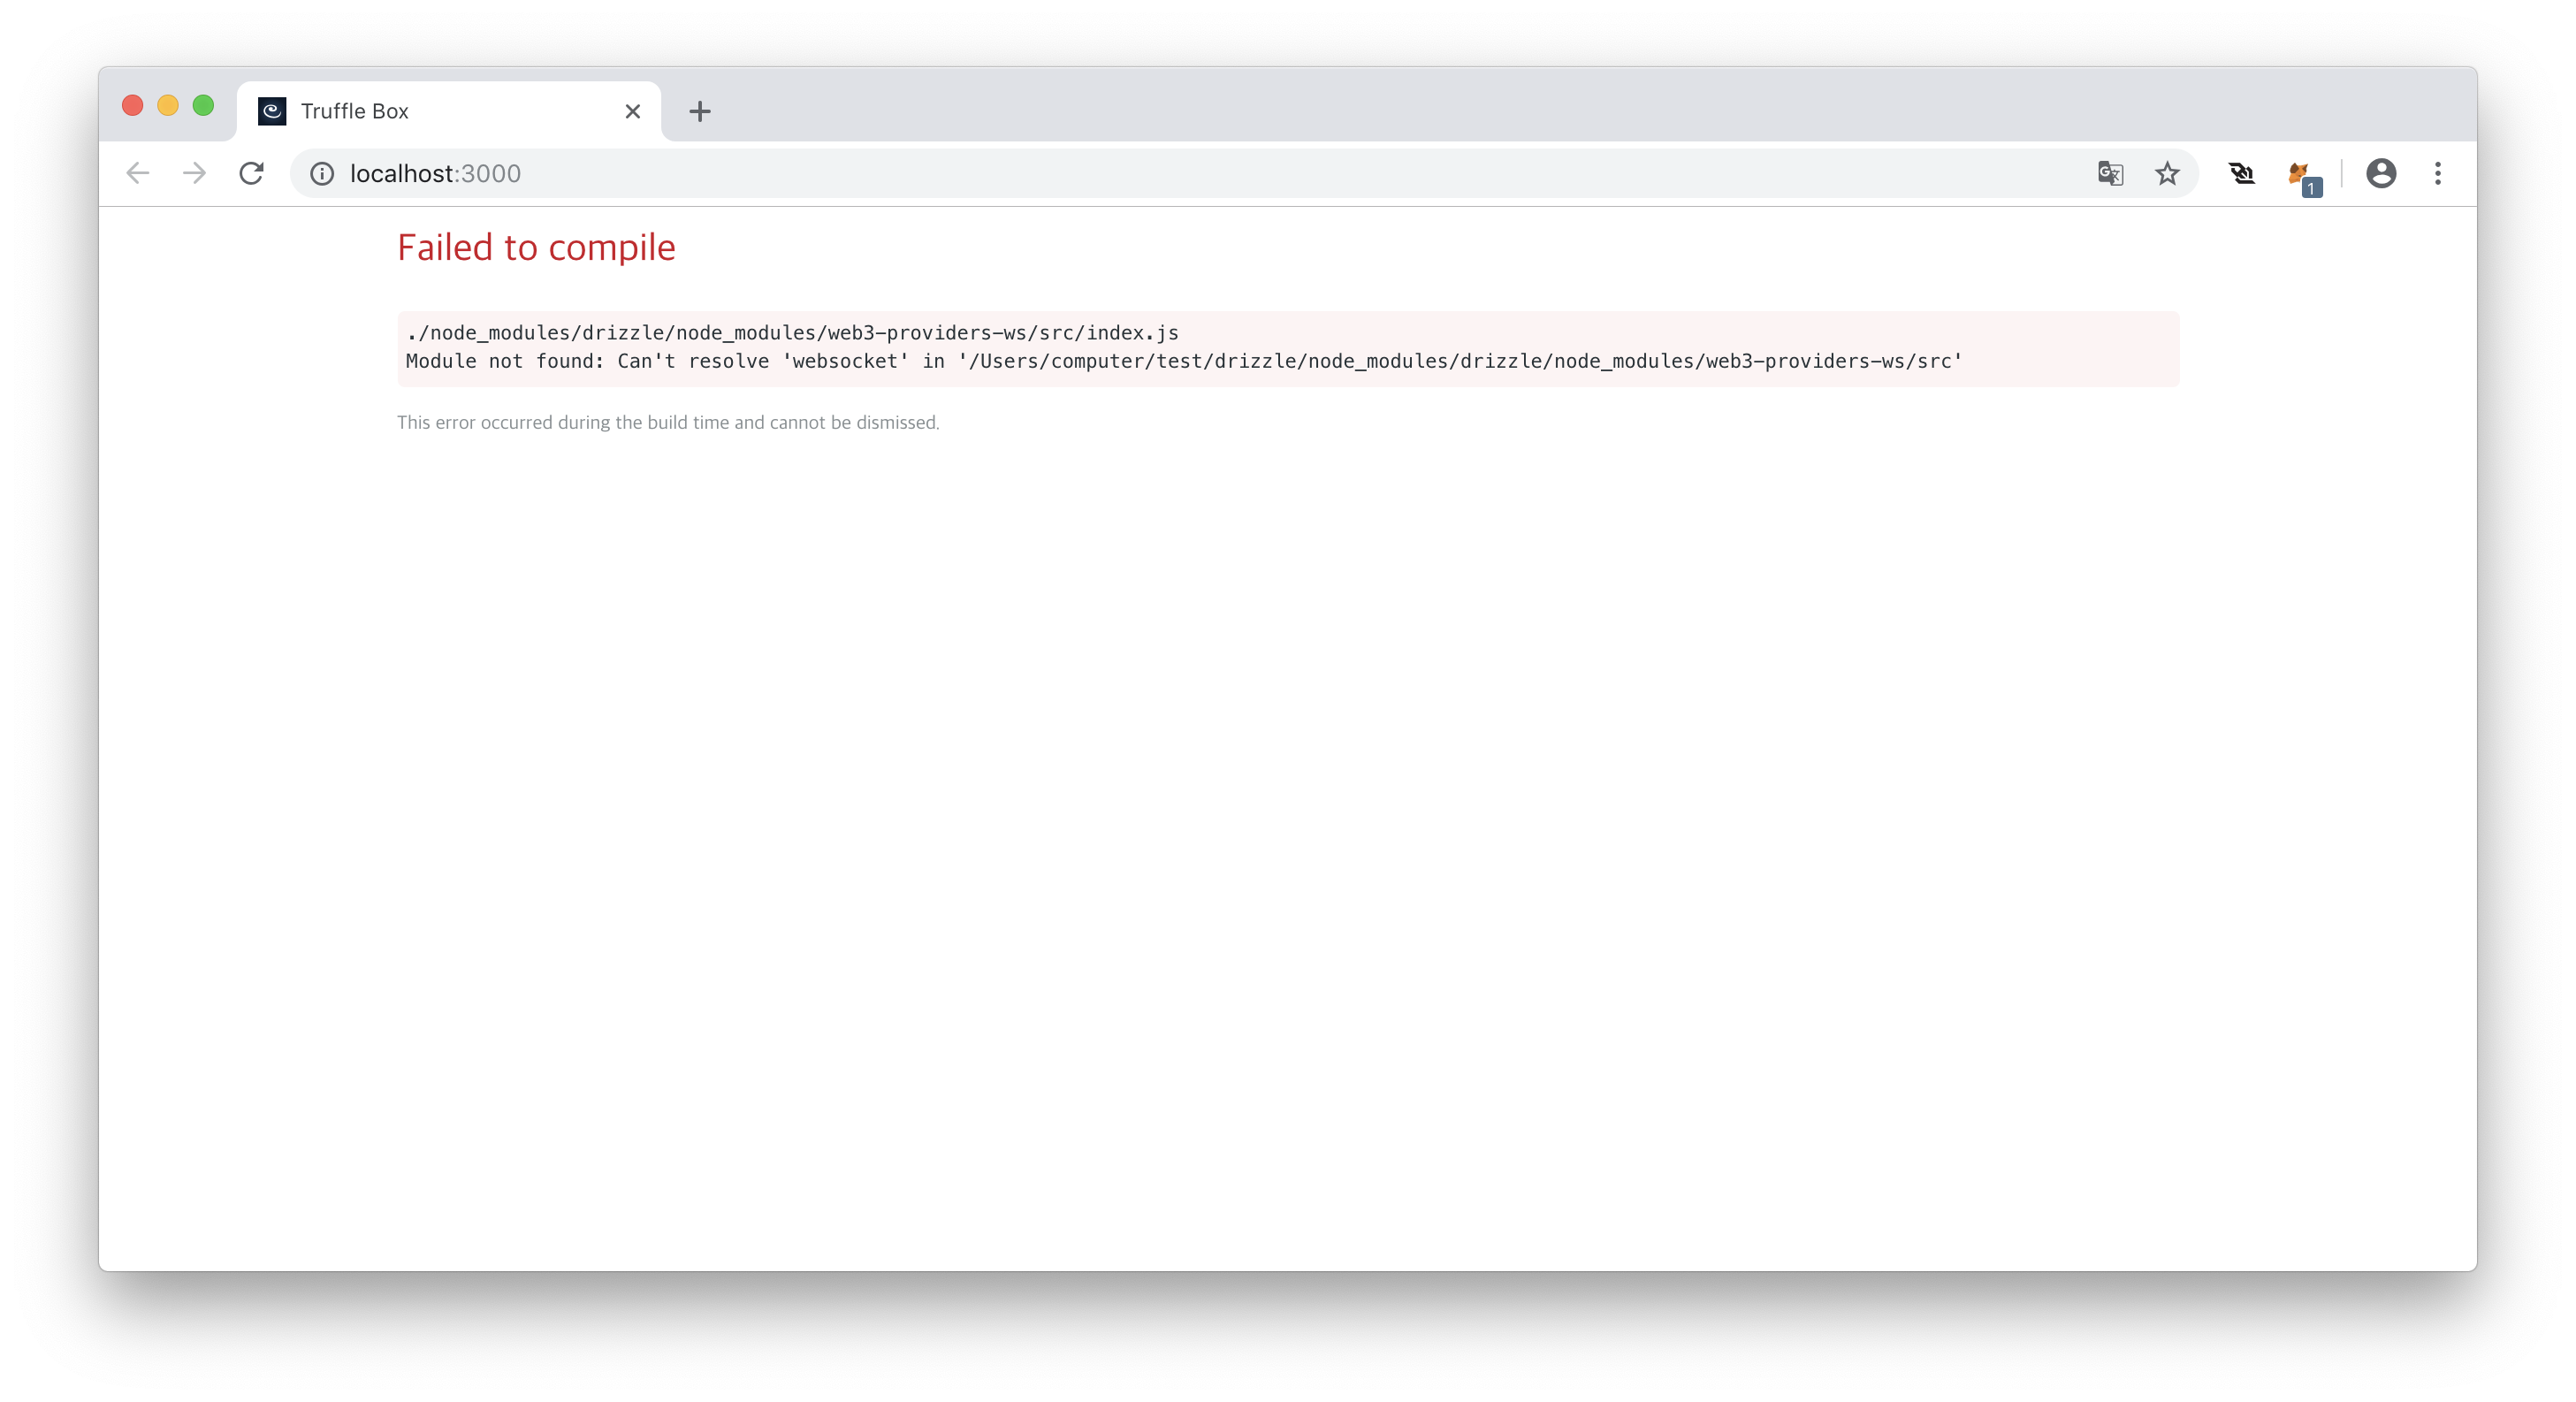 Truffle Box
localhost:3000
1
Failed to compile
./node_modules/drizzle/node_modules/web3-providers-ws/src/index.js
Module not found: Can't resolve 'websocket' in '/Users/computer/test/drizzle/node_modules/drizzle/node_modules/web3-providers-ws/src'
This error occurred during the build time and cannot be dismissed.